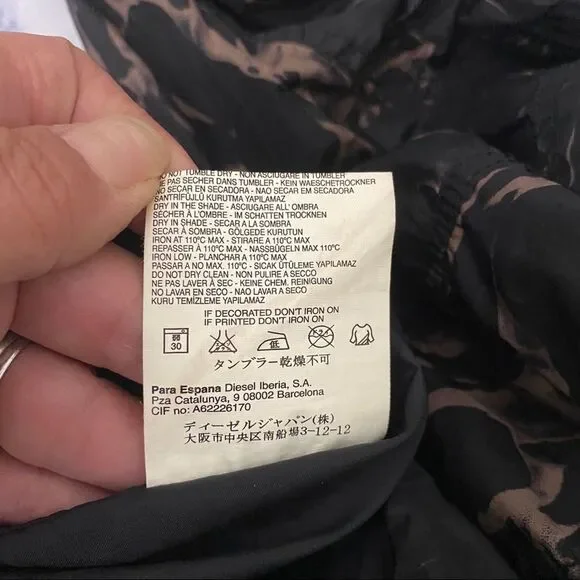 DO NOT TUMBLE DRY - NON ASCIUGARE IN TUMBLER
NE PAS SECHER DANS TUMBLER - KEIN WAESCHETROCKNER
NO SECAR EN SECADORA - NAO SECAR EM SECADORA
SANTRİFÜJLÜ KURUTMA YAPILAMAZ
DRY IN THE SHADE - ASCIUGARE ALL' OMBRA
SÉCHER À L'OMBRE - IM SCHATTEN TROCKNEN
DRY IN SHADE - SECAR A LA SOMBRA
SECAR À SOMBRA - GÖLGEDE KURUTUN
IRON AT 110°C MAX - STIRARE A 110°C MAX
REPASSER À 110°C MAX - NASSBÜGELN MAX 110°C
IRON LOW - PLANCHAR A 110°C MAX
PASSAR A NO MAX. 110°C - SICAK ÜTÜLEME YAPILAMAZ
DO NOT DRY CLEAN - NON PULIRE A SECCO
NE PAS LAVER À SEC - KEINE CHEM. REINIGUNG
NO LAVAR EN SECO - NAO LAVAR A SECO
KURU TEMİZLEME YAPILAMAZ
IF DECORATED DON'T IRON ON
IF PRINTED DON'T IRON ON
30 低
タンブラー乾燥不可
Para Espana Diesel Iberia, S.A.
Pza Catalunya, 9 08002 Barcelona
CIF no: A62226170
ディーゼルジャパン(株)
大阪市中央区南船場3-12-12